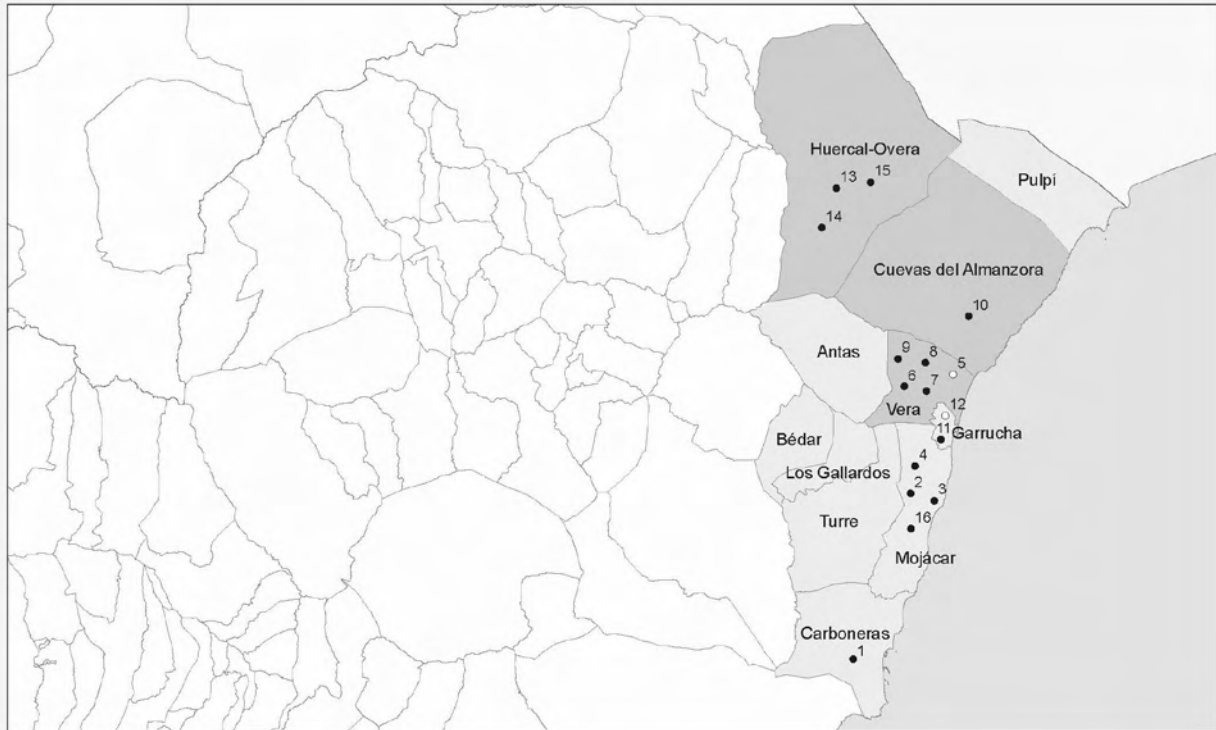 Huercal-Overa
13
15
14
Pulpí
Cuevas del Almanzora
10
Antas
9
8
5
6
7
12
Vera
11
Garrucha
Bédar
4
Los Gallardos
2
3
Turre
16
Mojácar
Carboneras
1